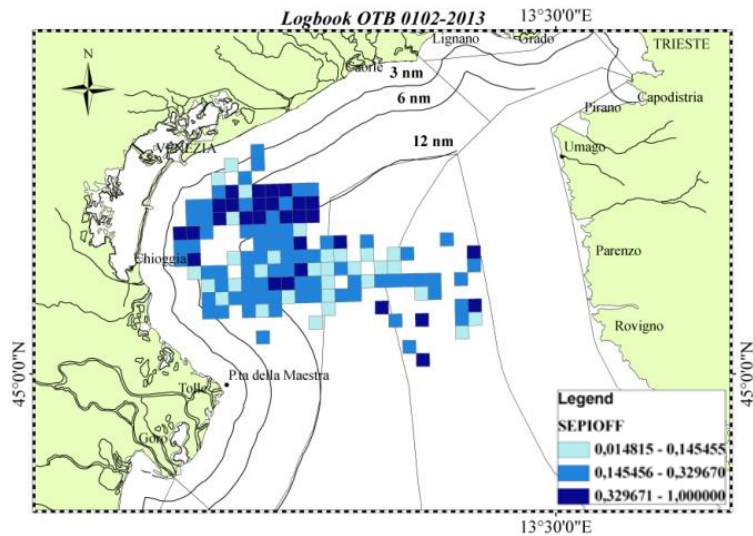 Logbook OTB 0102-2013
13°30'0"E
Lignano
Grado
TRIESTE
N
Caorle
3 nm
Capodistria
6 nm
Pirano
12 nm
VENEZIA
Umago
Parenzo
Chioggia
Rovigno
45°0'0"N
45°0'0"N
P.ta della Maestra
Tolle
Goro
Legend
SEPIOFF
0,014815 - 0,145455
0,145456 - 0,329670
0,329671 - 1,000000
13°30'0"E